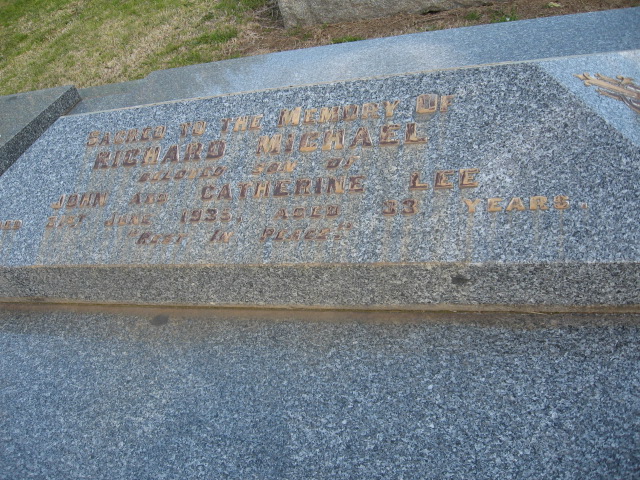 SACRED TO THE MEMORY OF
RICHARD MICHAEL
BELOVED SON OF
JOHN AND CATHERINE LEE
21ST JUNE 1935. AGED 33 YEARS.
"REST IN PEACE"